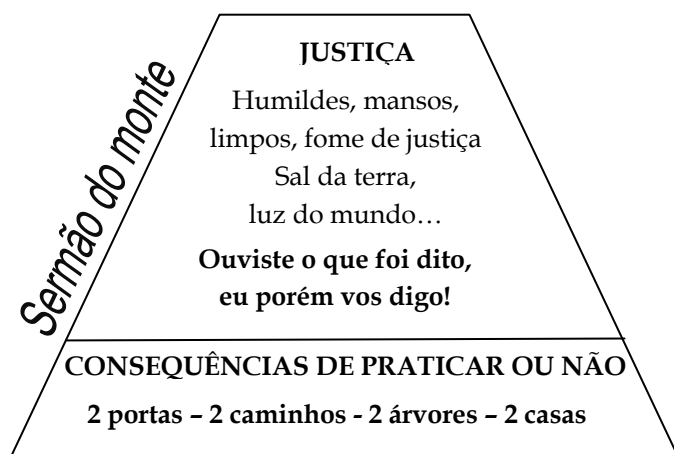 Sermão do monte
JUSTIÇA
Humildes, mansos,
limpos, fome de justiça
Sal da terra,
luz do mundo…
Ouviste o que foi dito,
eu porém vos digo!
CONSEQUÊNCIAS DE PRATICAR OU NÃO
2 portas – 2 caminhos - 2 árvores – 2 casas